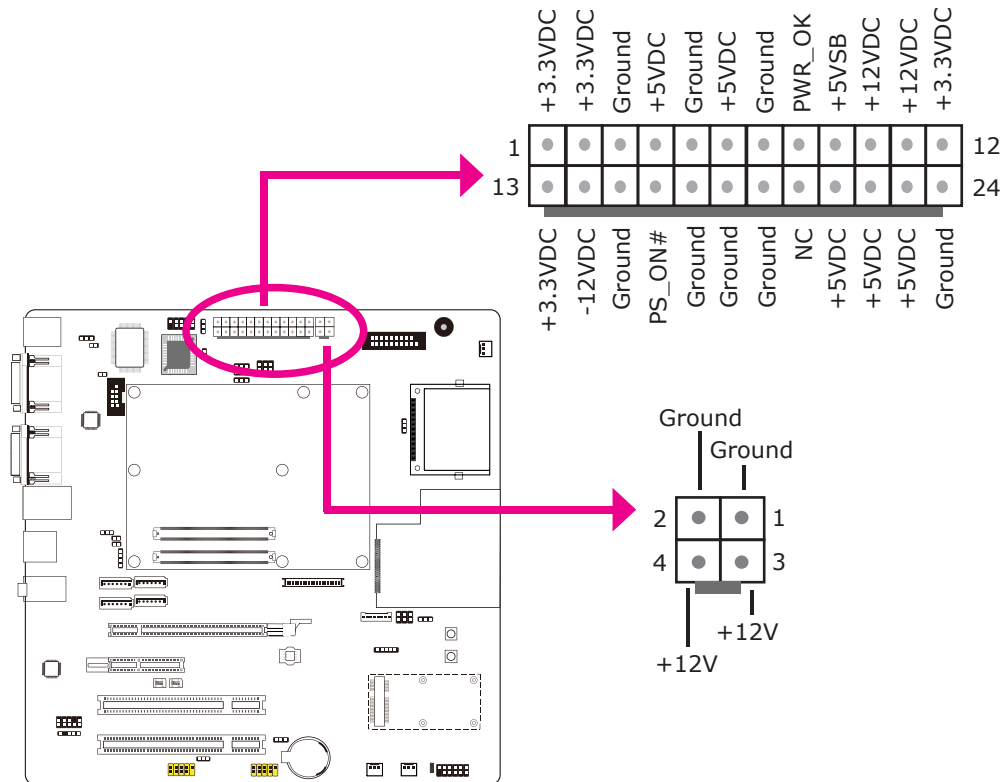 +3.3VDC
+3.3VDC
Ground
+5VDC
Ground
+5VDC
Ground
PWR_OK
+5VSB
+12VDC
+12VDC
+3.3VDC
1
12
13
24
+3.3VDC
-12VDC
Ground
PS_ON#
Ground
Ground
Ground
NC
+5VDC
+5VDC
+5VDC
Ground
Ground
Ground
2
1
4
3
+12V
+12V